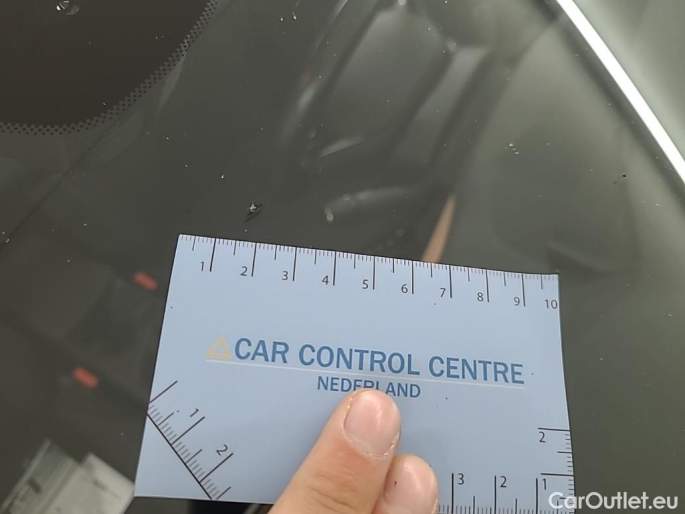 1 2 3 4 5 6 7 8 9 10
CAR CONTROL CENTRE
NEDERLAND
1 2
2
3 2 1
CarOutlet.eu